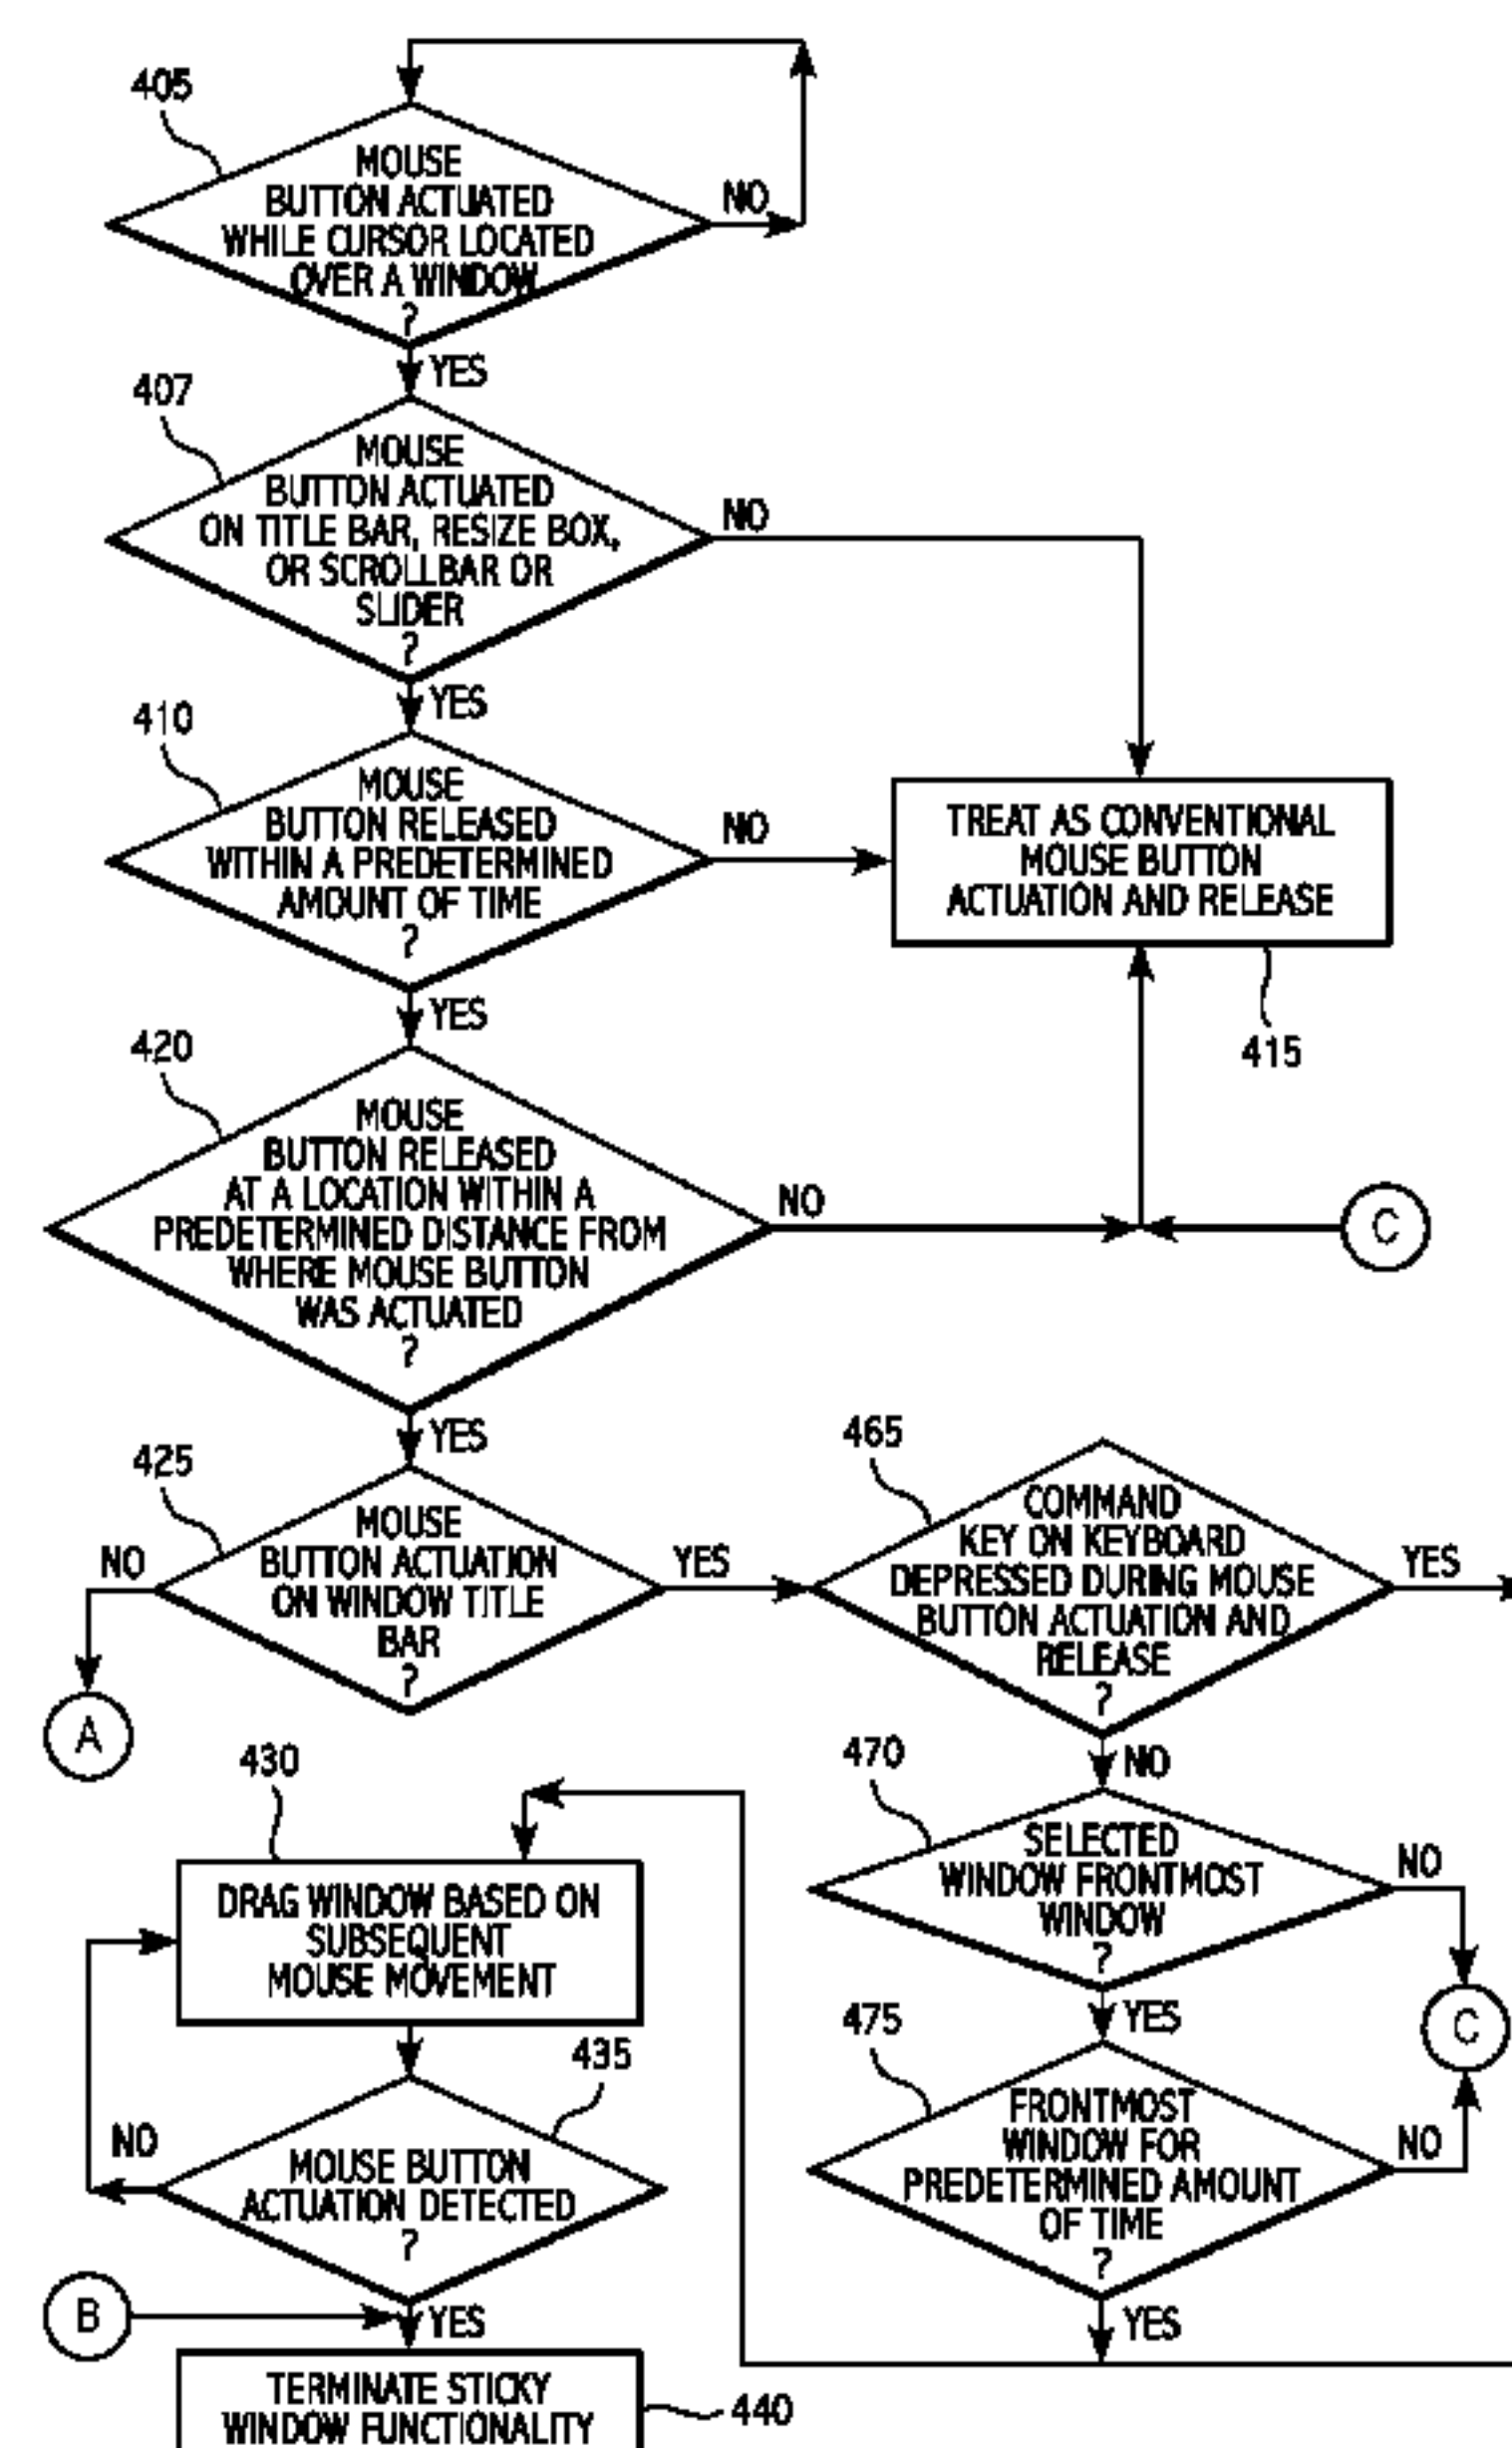 405
MOUSE
BUTTON ACTUATED
WHILE CURSOR LOCATED
OVER A WINDOW
?
NO
YES
407
MOUSE
BUTTON ACTUATED
ON TITLE BAR, RESIZE BOX,
OR SCROLLBAR OR
SLIDER
?
NO
YES
410
MOUSE
BUTTON RELEASED
WITHIN A PREDETERMINED
AMOUNT OF TIME
?
NO
TREAT AS CONVENTIONAL
MOUSE BUTTON
ACTUATION AND RELEASE
415
YES
420
MOUSE
BUTTON RELEASED
AT A LOCATION WITHIN A
PREDETERMINED DISTANCE FROM
WHERE MOUSE BUTTON
WAS ACTUATED
?
NO
C
YES
425
MOUSE
BUTTON ACTUATION
ON WINDOW TITLE
BAR
?
NO
A
YES
465
COMMAND
KEY ON KEYBOARD
DEPRESSED DURING MOUSE
BUTTON ACTUATION AND
RELEASE
?
YES
NO
470
SELECTED
WINDOW FRONTMOST
WINDOW
?
NO
C
YES
475
FRONTMOST
WINDOW FOR
PREDETERMINED AMOUNT
OF TIME
?
NO
YES
430
DRAG WINDOW BASED ON
SUBSEQUENT
MOUSE MOVEMENT
435
MOUSE BUTTON
ACTUATION DETECTED
?
NO
B
YES
TERMINATE STICKY
WINDOW FUNCTIONALITY
440